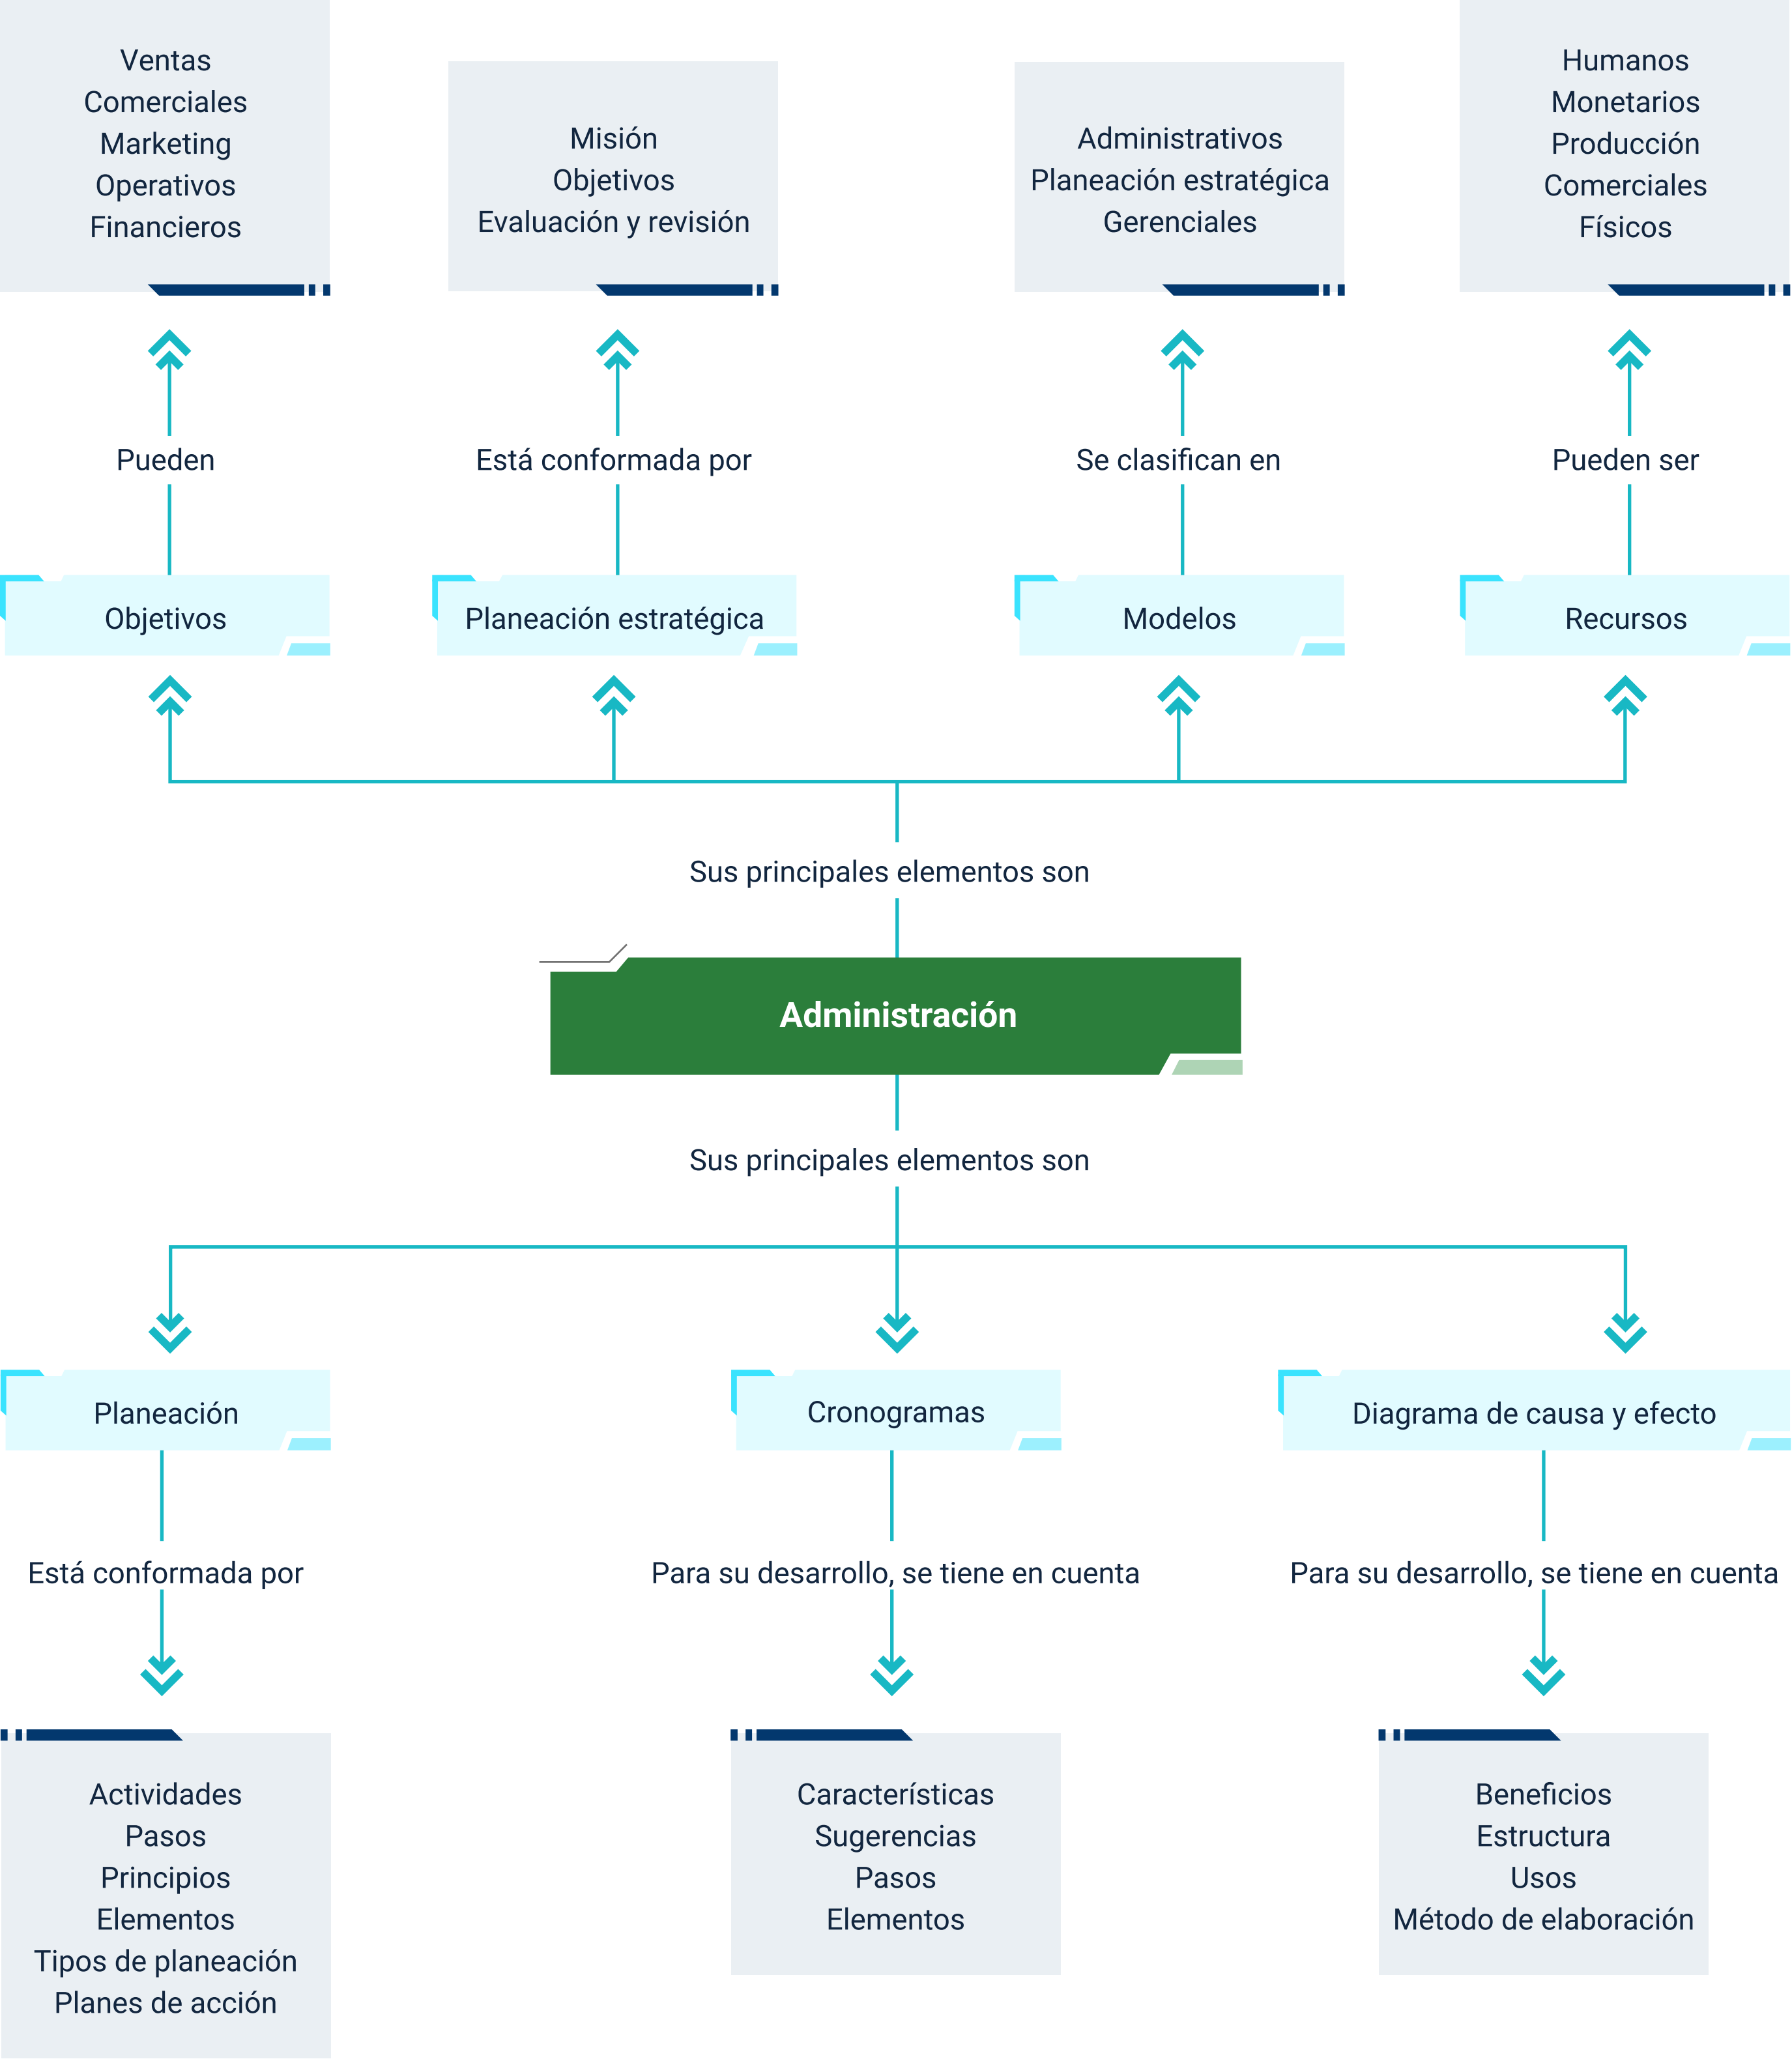 Ventas
Comerciales
Marketing
Operativos
Financieros
Misión
Objetivos
Evaluación y revisión
Administrativos
Planeación estratégica
Gerenciales
Humanos
Monetarios
Producción
Comerciales
Físicos
Pueden
Está conformada por
Se clasifican en
Pueden ser
Objetivos
Planeación estratégica
Modelos
Recursos
Sus principales elementos son
Administración
Sus principales elementos son
Planeación
Cronogramas
Diagrama de causa y efecto
Está conformada por
Para su desarrollo, se tiene en cuenta
Para su desarrollo, se tiene en cuenta
Actividades
Pasos
Principios
Elementos
Tipos de planeación
Planes de acción
Características
Sugerencias
Pasos
Elementos
Beneficios
Estructura
Usos
Método de elaboración